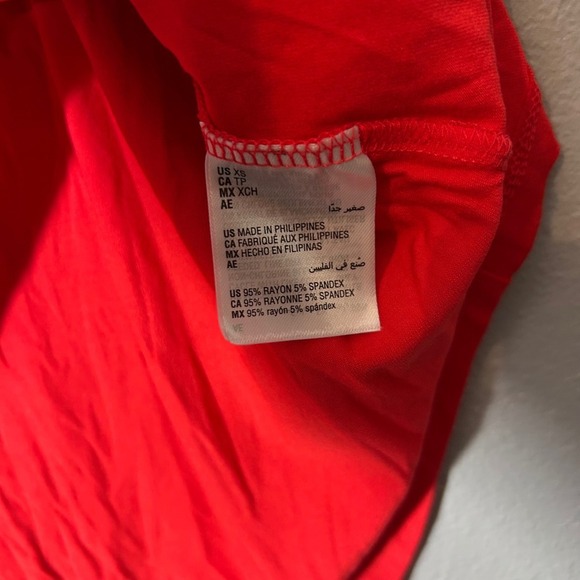 US XS
CA TP
MX XCH
AE صغير جدًا
US MADE IN PHILIPPINES
CA FABRIQUÉ AUX PHILIPPINES
MX HECHO EN FILIPINAS
AE صنع في الفلبين
US 95% RAYON 5% SPANDEX
CA 95% RAYONNE 5% SPANDEX
MX 95% rayón 5% spándex